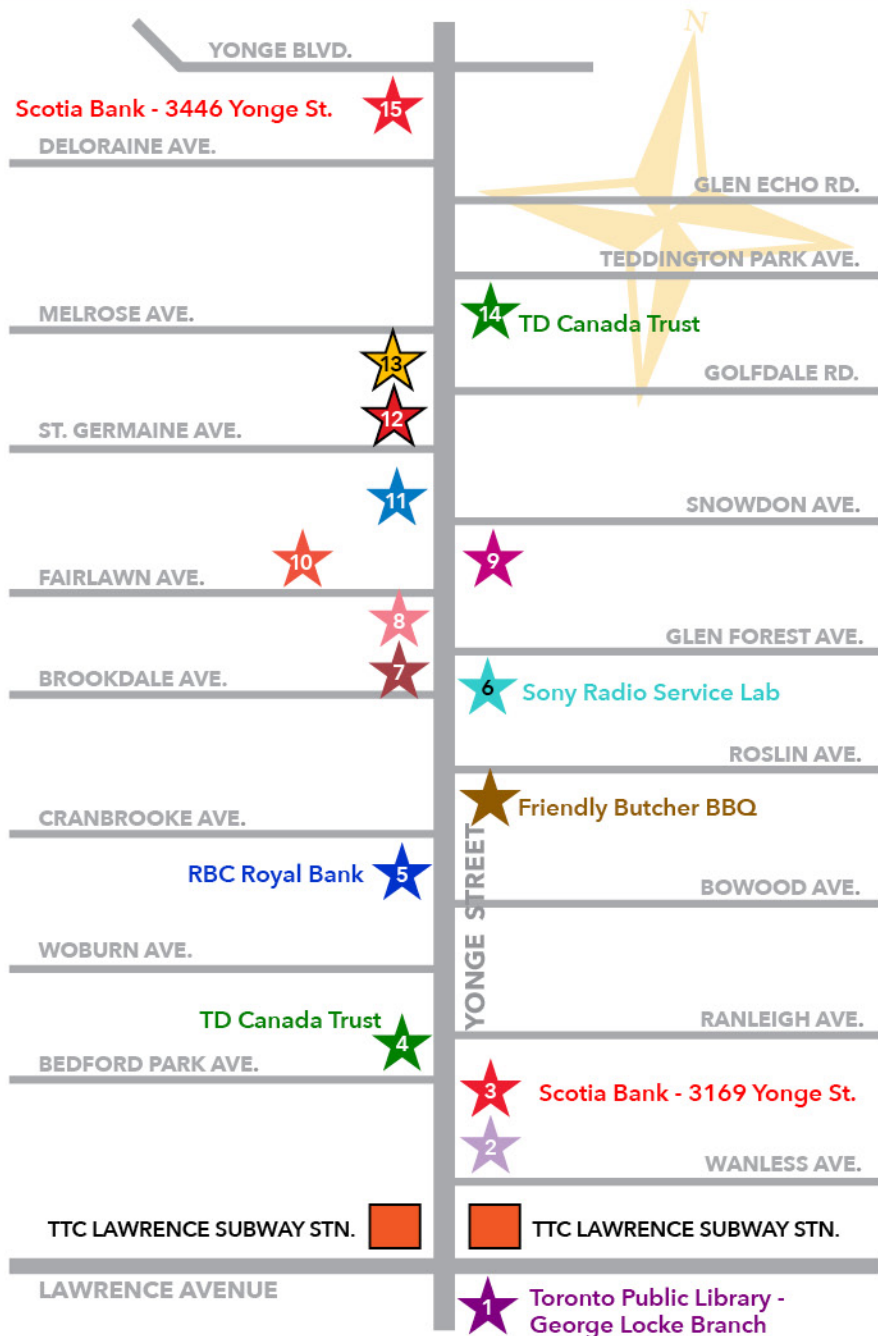 N
YONGE BLVD.
Scotia Bank - 3446 Yonge St.
15
DELORAINE AVE.
GLEN ECHO RD.
TEDDINGTON PARK AVE.
MELROSE AVE.
14
TD Canada Trust
13
GOLFDALE RD.
12
ST. GERMAINE AVE.
11
SNOWDON AVE.
10
9
FAIRLAWN AVE.
8
GLEN FOREST AVE.
7
BROOKDALE AVE.
6
Sony Radio Service Lab
ROSLIN AVE.
Friendly Butcher BBQ
CRANBROOKE AVE.
RBC Royal Bank
5
BOWOOD AVE.
YONGE STREET
WOBURN AVE.
TD Canada Trust
4
RANLEIGH AVE.
BEDFORD PARK AVE.
3
Scotia Bank - 3169 Yonge St.
2
WANLESS AVE.
TTC LAWRENCE SUBWAY STN.
TTC LAWRENCE SUBWAY STN.
LAWRENCE AVENUE
1
Toronto Public Library -
George Locke Branch